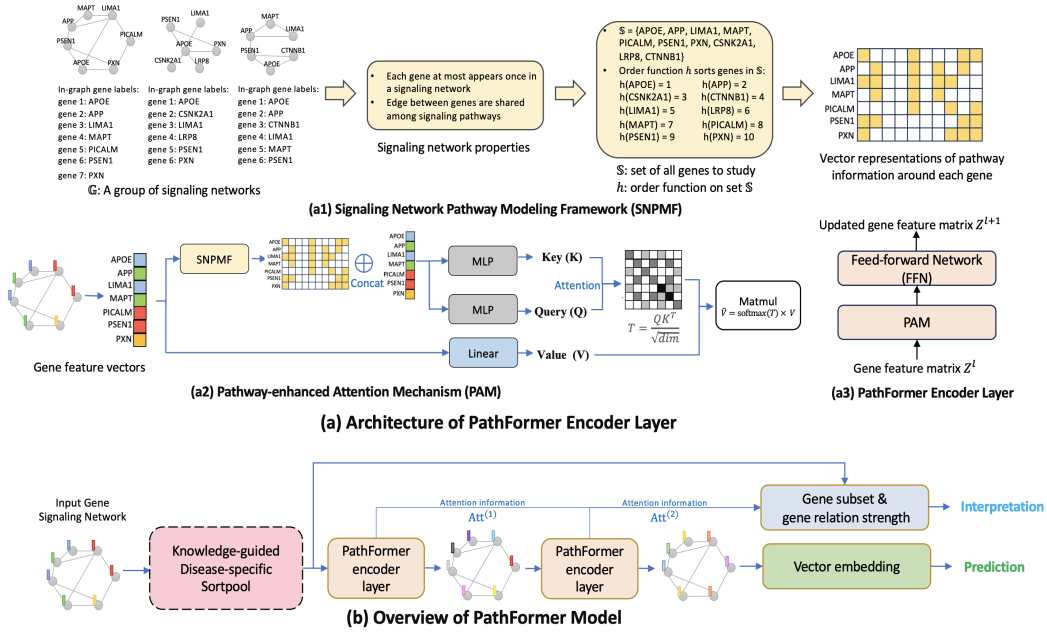 MAPT
LIMA1
APP
PICALM
PSEN1
APOE
PXN
LIMA1
PSEN1
APOE
PXN
CSNK2A1
LRP8
MAPT
APP
LIMA1
PSEN1
CTNNB1
APOE
In-graph gene labels:
gene 1: APOE
gene 2: APP
gene 3: LIMA1
gene 4: MAPT
gene 5: PICALM
gene 6: PSEN1
gene 7: PXN
In-graph gene labels:
gene 1: APOE
gene 2: CSNK2A1
gene 3: LIMA1
gene 4: LRP8
gene 5: PSEN1
gene 6: PXN
In-graph gene labels:
gene 1: APOE
gene 2: APP
gene 3: CTNNB1
gene 4: LIMA1
gene 5: MAPT
gene 6: PSEN1
𝔾: A group of signaling networks
• Each gene at most appears once in
a signaling network
• Edge between genes are shared
among signaling pathways
Signaling network properties
• 𝕊 = {APOE, APP, LIMA1, MAPT,
PICALM, PSEN1, PXN, CSNK2A1,
LRP8, CTNNB1}
• Order function h sorts genes in 𝕊:
h(APOE) = 1 h(APP) = 2
h(CSNK2A1) = 3 h(CTNNB1) = 4
h(LIMA1) = 5 h(LRP8) = 6
h(MAPT) = 7 h(PICALM) = 8
h(PSEN1) = 9 h(PXN) = 10
𝕊: set of all genes to study
h: order function on set 𝕊
APOE
APP
LIMA1
MAPT
PICALM
PSEN1
PXN
Vector representations of pathway
information around each gene
(a1) Signaling Network Pathway Modeling Framework (SNPMF)
APOE
APP
LIMA1
MAPT
PICALM
PSEN1
PXN
Gene feature vectors
SNPMF
APOE
APP
LIMA1
MAPT
PICALM
PSEN1
PXN
Concat
APOE
APP
LIMA1
MAPT
PICALM
PSEN1
PXN
MLP
Key (K)
Attention
MLP
Query (Q)
Linear
Value (V)
T = QK^T / √dim
Matmul
V̂ = softmax(T) × V
(a2) Pathway-enhanced Attention Mechanism (PAM)
Updated gene feature matrix Z^{l+1}
Feed-forward Network
(FFN)
PAM
Gene feature matrix Z^l
(a3) PathFormer Encoder Layer
(a) Architecture of PathFormer Encoder Layer
Input Gene
Signaling Network
Knowledge-guided
Disease-specific
Sortpool
PathFormer
encoder
layer
Attention information
Att^(1)
PathFormer
encoder
layer
Attention information
Att^(2)
Gene subset &
gene relation strength
Interpretation
Vector embedding
Prediction
(b) Overview of PathFormer Model